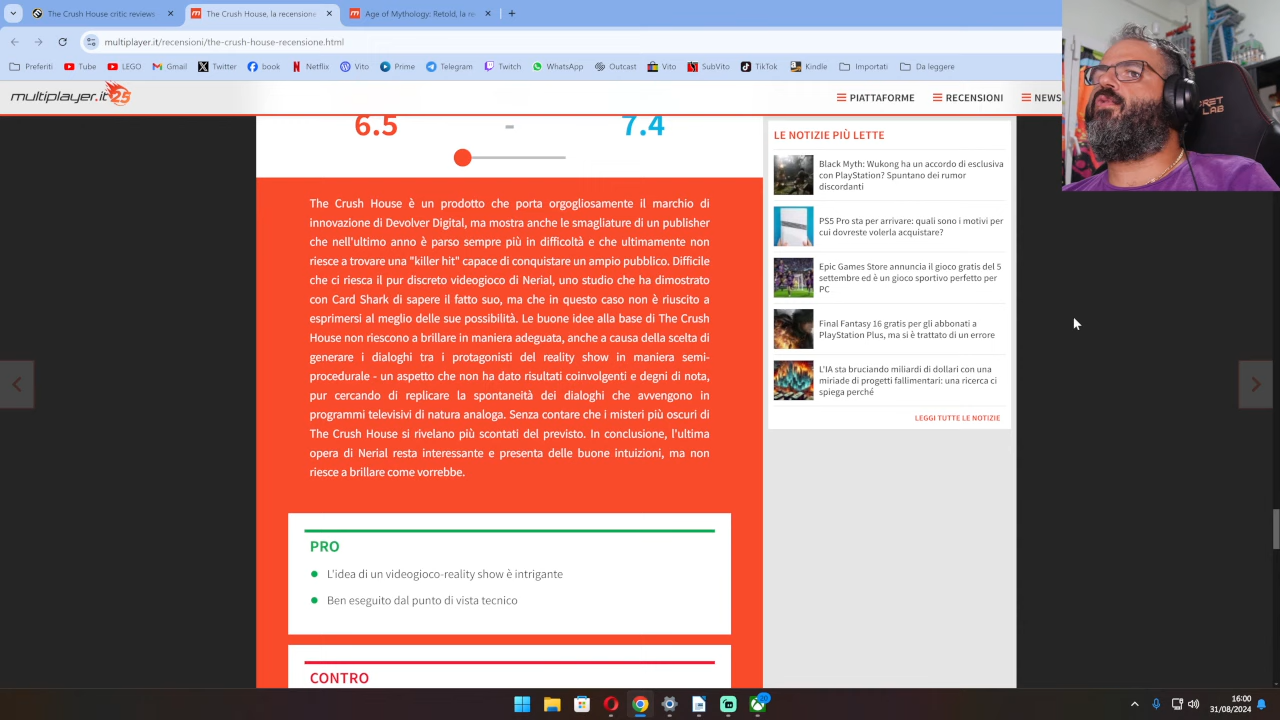 The Crush House critic reviews
The Crush House, la recension
Age of Mythology: Retold, la re
multiplayer.it/recensioni/the-crush-house-recensione.html
Preferiti
Youtube
LEGO
Gmail
Twitter
book
Netflix
Vito
Prime
Telegram
Twitch
WhatsApp
Outcast
Vito
SubVito
TikTok
Kindle
Importati
Da leggere
multiplayer.it
25
PIATTAFORME
RECENSIONI
NEWS
6.5
-
7.4
The Crush House è un prodotto che porta orgogliosamente il marchio di
innovazione di Devolver Digital, ma mostra anche le smagliature di un publisher
che nell'ultimo anno è parso sempre più in difficoltà e che ultimamente non
riesce a trovare una "killer hit" capace di conquistare un ampio pubblico. Difficile
che ci riesca il pur discreto videogioco di Nerial, uno studio che ha dimostrato
con Card Shark di sapere il fatto suo, ma che in questo caso non è riuscito a
esprimersi al meglio delle sue possibilità. Le buone idee alla base di The Crush
House non riescono a brillare in maniera adeguata, anche a causa della scelta di
generare i dialoghi tra i protagonisti del reality show in maniera semi-
procedurale - un aspetto che non ha dato risultati coinvolgenti e degni di nota,
pur cercando di replicare la spontaneità dei dialoghi che avvengono in
programmi televisivi di natura analoga. Senza contare che i misteri più oscuri di
The Crush House si rivelano più scontati del previsto. In conclusione, l'ultima
opera di Nerial resta interessante e presenta delle buone intuizioni, ma non
riesce a brillare come vorrebbe.
PRO
L'idea di un videogioco-reality show è intrigante
Ben eseguito dal punto di vista tecnico
CONTRO
LE NOTIZIE PIÙ LETTE
Black Myth: Wukong ha un accordo di esclusiva
con PlayStation? Spuntano dei rumor
discordanti
PS5 Pro sta per arrivare: quali sono i motivi per
cui dovreste volerla acquistare?
Epic Games Store annuncia il gioco gratis del 5
settembre ed è un gioco sportivo perfetto per
PC
Final Fantasy 16 gratis per gli abbonati a
PlayStation Plus, ma si è trattato di un errore
L'IA sta bruciando miliardi di dollari con una
miriade di progetti fallimentari: una ricerca ci
spiega perché
LEGGI TUTTE LE NOTIZIE
16:00
31/08/2024